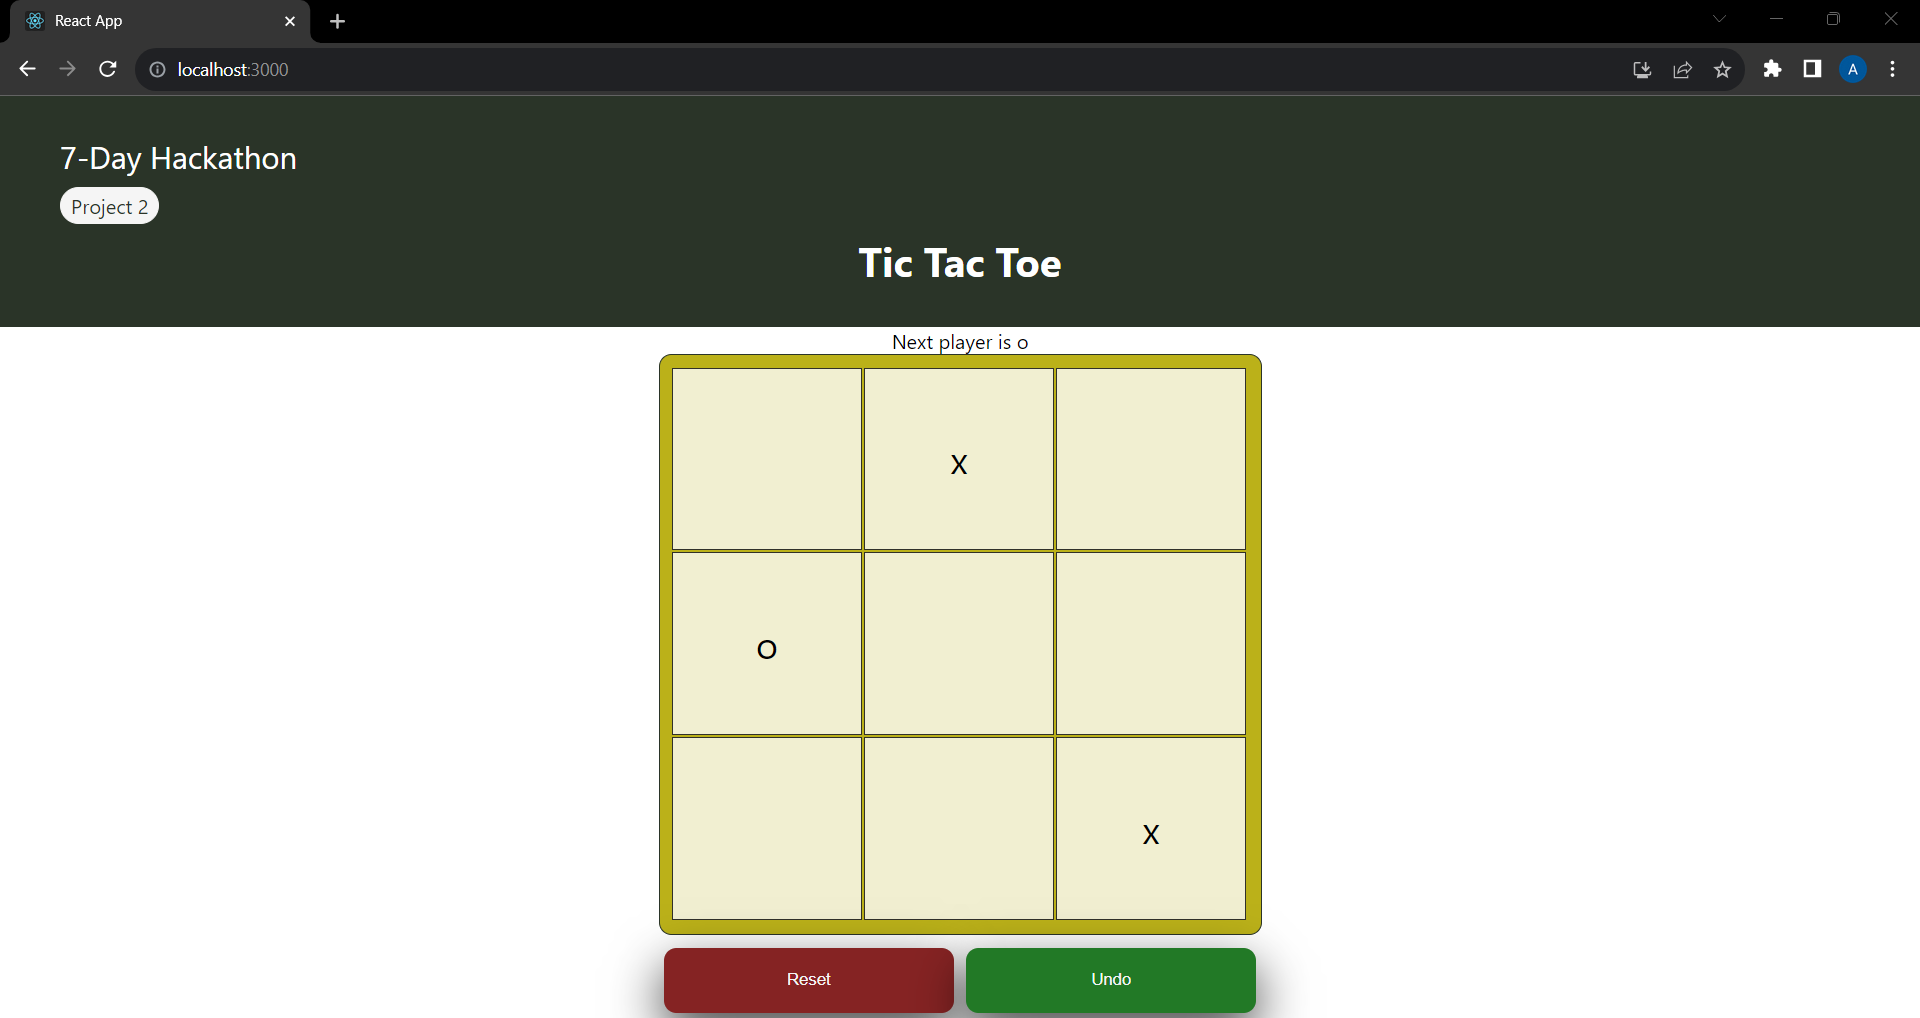 React App
localhost:3000
A
7-Day Hackathon
Project 2
Tic Tac Toe
Next player is o
X
O
X
Reset
Undo